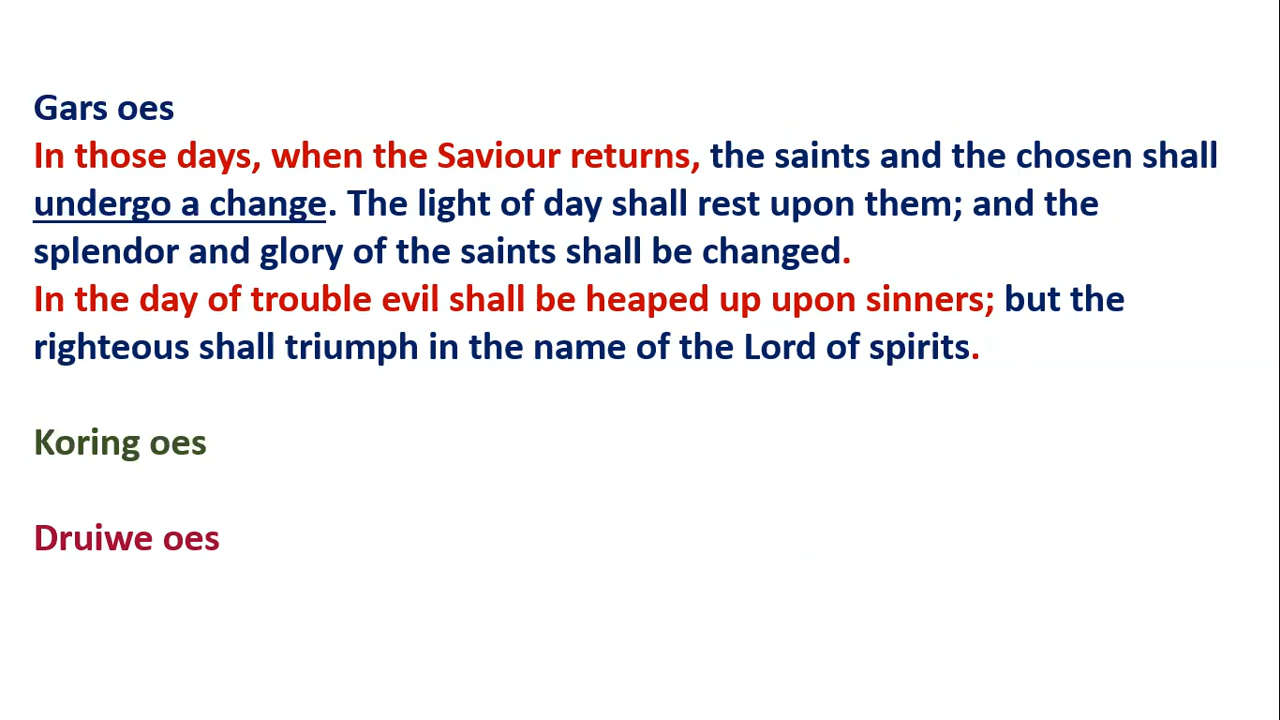 Gars oes
In those days, when the Saviour returns, the saints and the chosen shall
undergo a change. The light of day shall rest upon them; and the
splendor and glory of the saints shall be changed.
In the day of trouble evil shall be heaped up upon sinners; but the
righteous shall triumph in the name of the Lord of spirits.
Koring oes
Druiwe oes